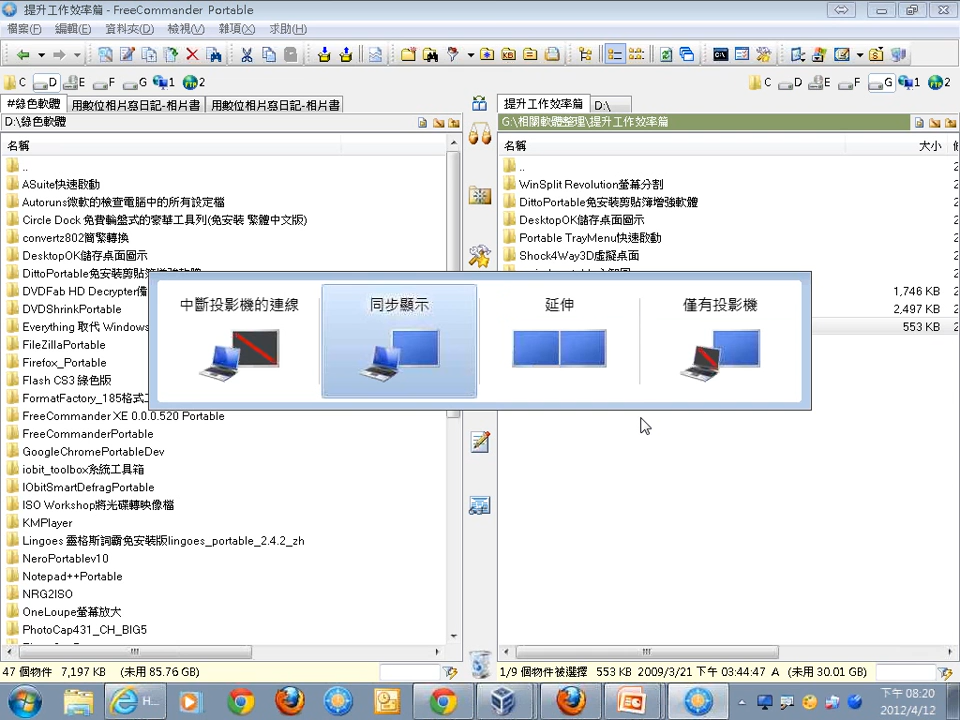 提升工作效率篇 - FreeCommander Portable
檔案(F) 編輯(E) 資料夾(D) 檢視(V) 雜項(X) 求助(H)
C D E F G 1 2
C D E F G 1 2
#綠色軟體 用數位相片寫日記-相片書 用數位相片寫日記-相片書
提升工作效率篇 D:\
D:\綠色軟體
G:\相關軟體整理\提升工作效率篇
名稱
..
ASuite快速啟動
Autoruns微軟的檢查電腦中的所有設定檔
Circle Dock 免費輪盤式的豪華工具列(免安裝 繁體中文版)
convertz802簡繁轉換
DesktopOK儲存桌面圖示
DittoPortable免安裝剪貼簿增強軟體
DVDFab HD Decrypter備
DVDShrinkPortable
Everything 取代 Windows
FileZillaPortable
Firefox_Portable
Flash CS3 綠色版
FormatFactory_185格式工
FreeCommander XE 0.0.0.520 Portable
FreeCommanderPortable
GoogleChromePortableDev
iobit_toolbox系統工具箱
IObitSmartDefragPortable
ISO Workshop將光碟轉映像檔
KMPlayer
Lingoes 靈格斯詞霸免安裝版lingoes_portable_2.4.2_zh
NeroPortablev10
Notepad++Portable
NRG2ISO
OneLoupe螢幕放大
PhotoCap431_CH_BIG5
名稱 大小
..
WinSplit Revolution螢幕分割
DittoPortable免安裝剪貼簿增強軟體
DesktopOK儲存桌面圖示
Portable TrayMenu快速啟動
Shock4Way3D虛擬桌面
1,746 KB
2,497 KB
553 KB
中斷投影機的連線 同步顯示 延伸 僅有投影機
47 個物件 7,197 KB (未用 85.76 GB)
1/9 個物件被選擇 553 KB 2009/3/21 下午 03:44:47 A (未用 30.01 GB)
H...
下午 08:20
2012/4/12